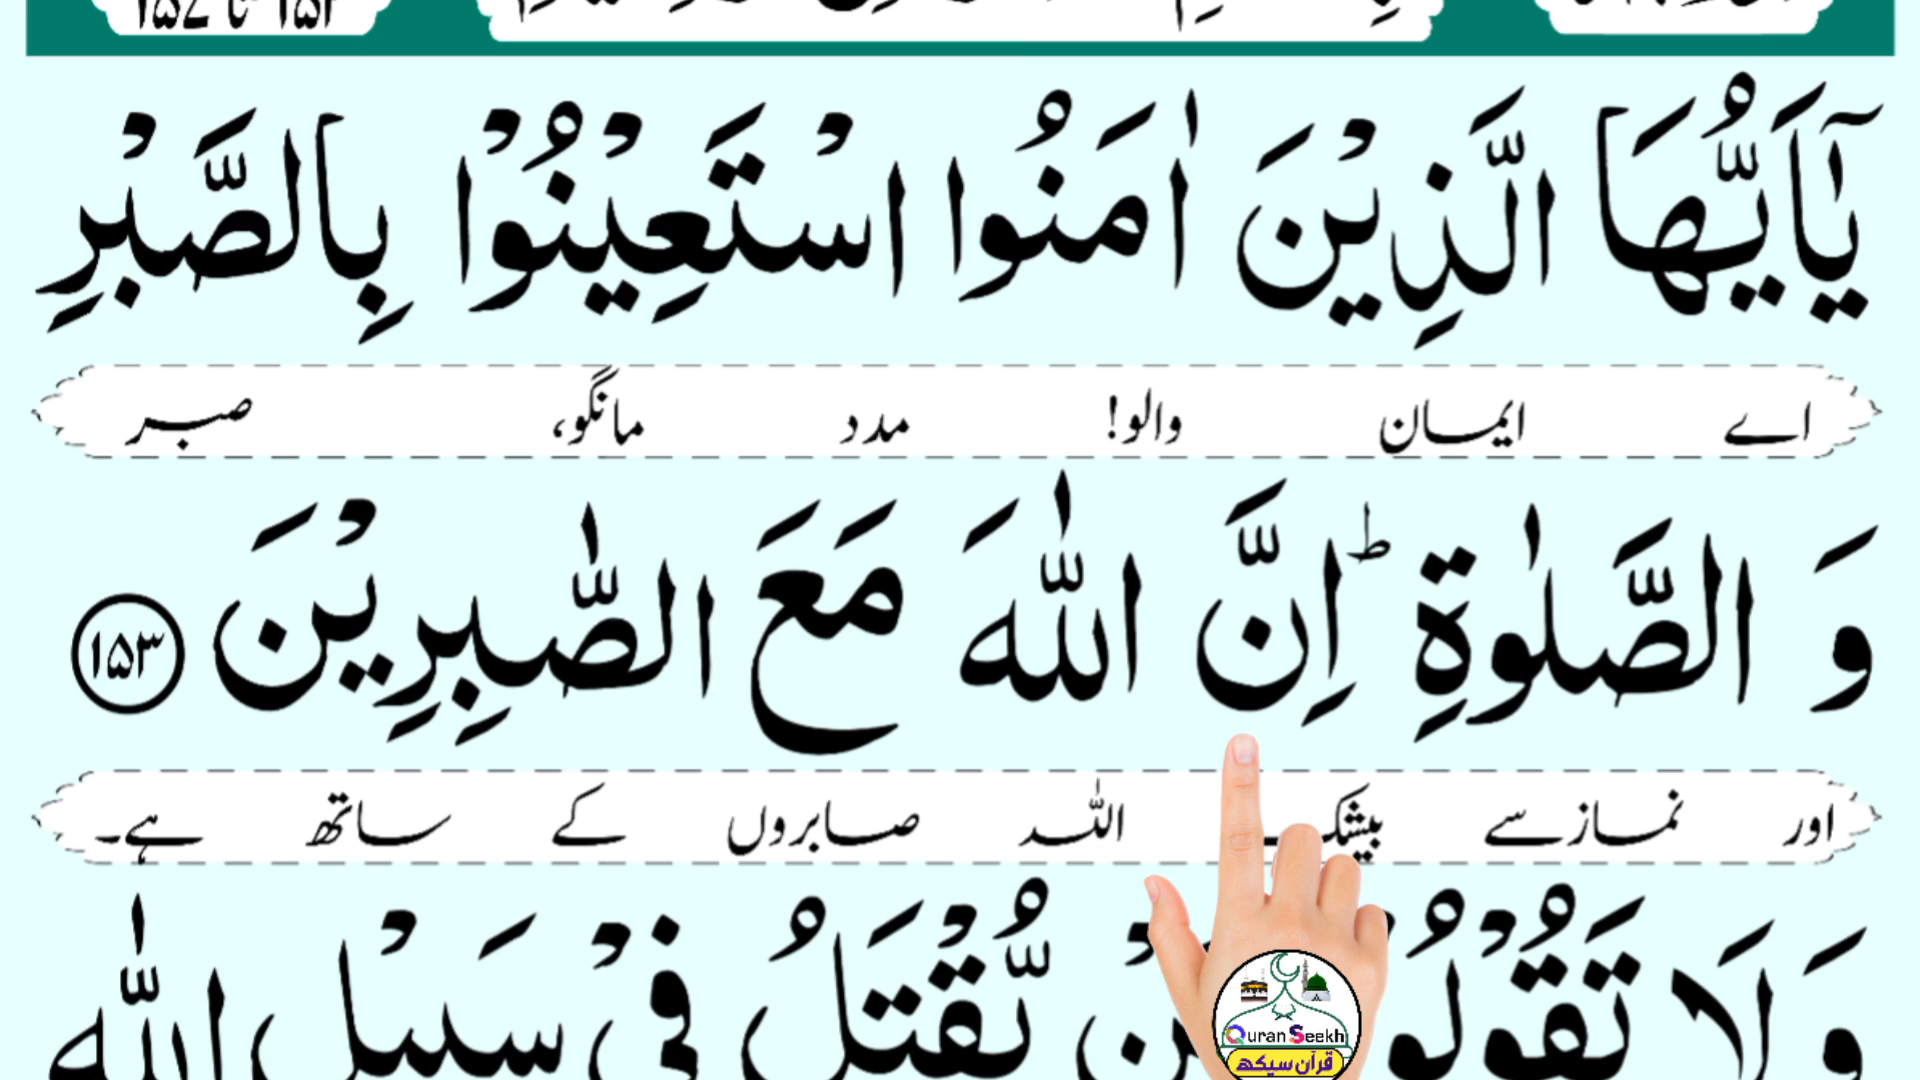 يٰۤاَيُّهَا الَّذِيْنَ اٰمَنُوا اسْتَعِيْنُوْا بِالصَّبْرِ
اے ایمان والو! مدد مانگو، صبر
وَ الصَّلٰوةِ ؕ اِنَّ اللّٰهَ مَعَ الصّٰبِرِيْنَ ۱۵۳
اور نماز سے بیشک اللہ صابروں کے ساتھ ہے۔
وَ لَا تَقُوْلُو يُّقْتَلُ فِيْ سَبِيْلِ اللّٰه
Quran Seekh
قرآن سیکھ